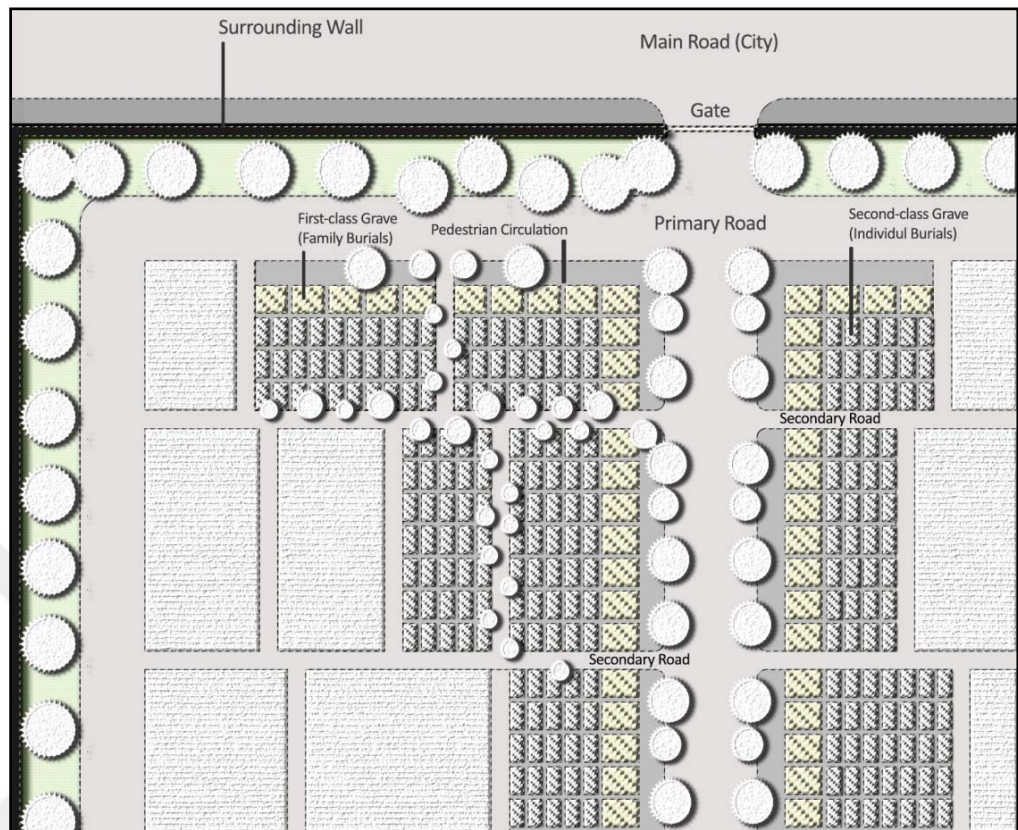 Surrounding Wall
Main Road (City)
Gate
First-class Grave
(Family Burials)
Pedestrian Circulation
Primary Road
Second-class Grave
(Individul Burials)
Secondary Road
Secondary Road